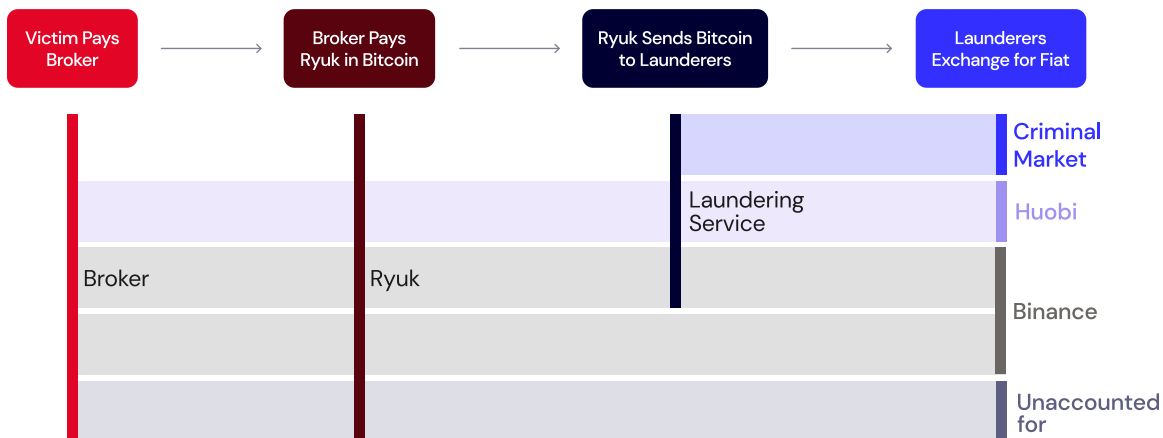 Victim Pays
Broker
Broker Pays
Ryuk in Bitcoin
Ryuk Sends Bitcoin
to Launderers
Launderers
Exchange for Fiat
Criminal
Market
Laundering
Service
Huobi
Broker
Ryuk
Binance
Unaccounted
for